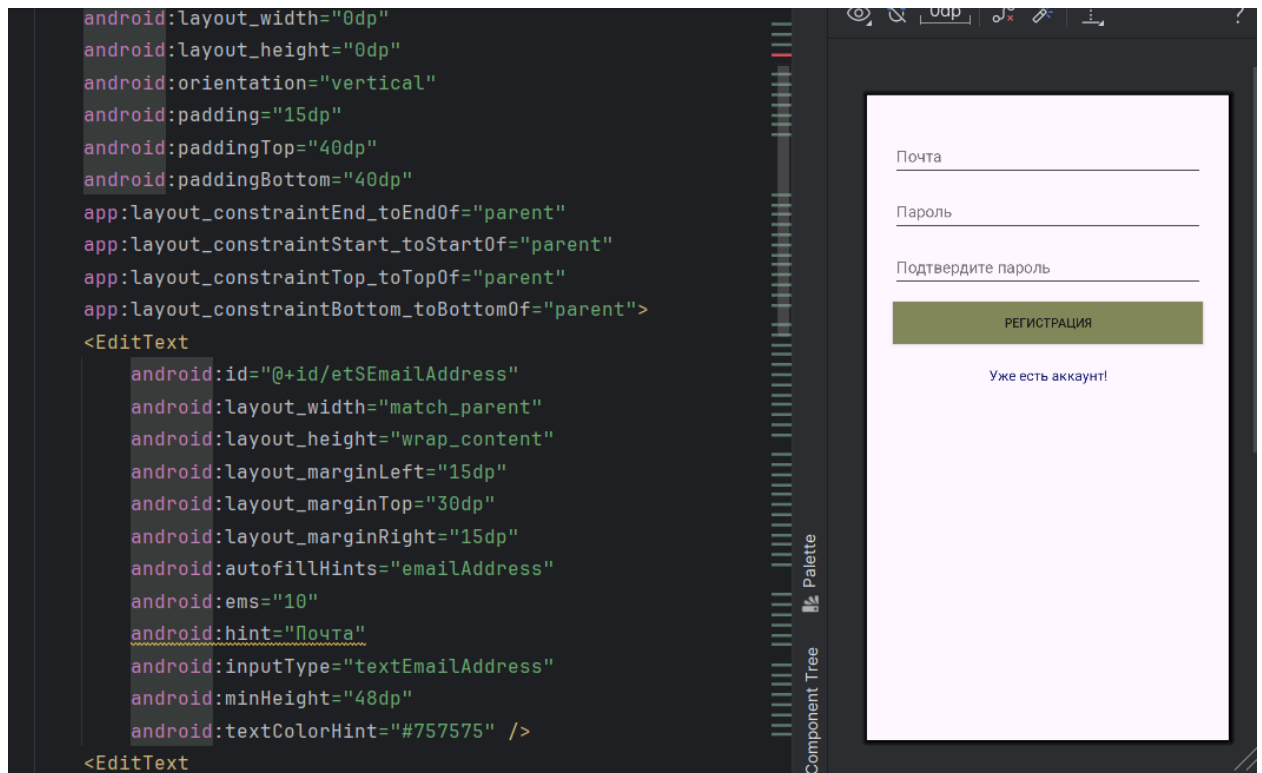 android:layout_width="0dp"
android:layout_height="0dp"
android:orientation="vertical"
android:padding="15dp"
android:paddingTop="40dp"
android:paddingBottom="40dp"
app:layout_constraintEnd_toEndOf="parent"
app:layout_constraintStart_toStartOf="parent"
app:layout_constraintTop_toTopOf="parent"
app:layout_constraintBottom_toBottomOf="parent">
<EditText
android:id="@+id/etSEmailAddress"
android:layout_width="match_parent"
android:layout_height="wrap_content"
android:layout_marginLeft="15dp"
android:layout_marginTop="30dp"
android:layout_marginRight="15dp"
android:autofillHints="emailAddress"
android:ems="10"
android:hint="Почта"
android:inputType="textEmailAddress"
android:minHeight="48dp"
android:textColorHint="#757575" />
<EditText
Palette
Component Tree
0dp
?
Почта
Пароль
Подтвердите пароль
РЕГИСТРАЦИЯ
Уже есть аккаунт!